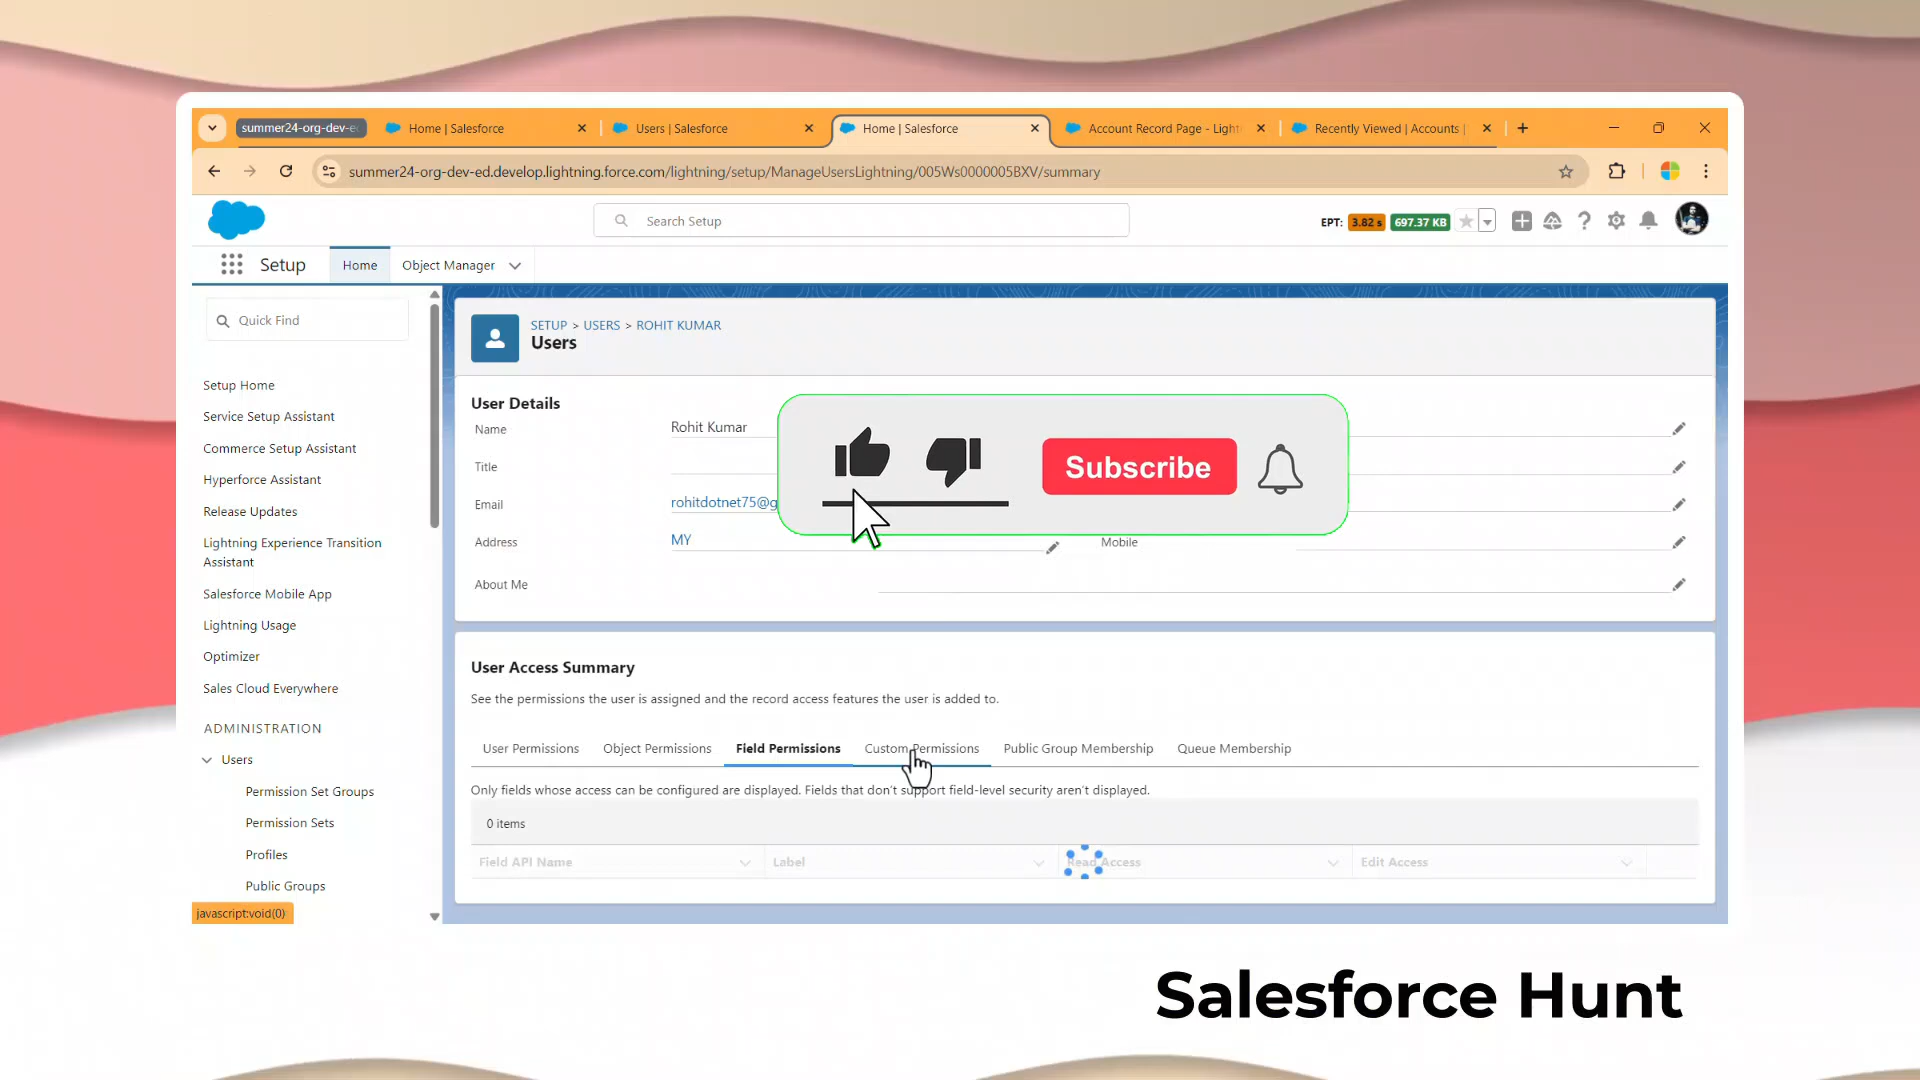 summer24-org-dev-e
Home | Salesforce
Users | Salesforce
Home | Salesforce
Account Record Page - Light
Recently Viewed | Accounts |
summer24-org-dev-ed.develop.lightning.force.com/lightning/setup/ManageUsersLightning/005Ws0000005BXV/summary
Search Setup
EPT: 3.82 s 697.37 KB
Setup
Home
Object Manager
Quick Find
Setup Home
Service Setup Assistant
Commerce Setup Assistant
Hyperforce Assistant
Release Updates
Lightning Experience Transition
Assistant
Salesforce Mobile App
Lightning Usage
Optimizer
Sales Cloud Everywhere
ADMINISTRATION
Users
Permission Set Groups
Permission Sets
Profiles
Public Groups
javascript:void(0)
SETUP > USERS > ROHIT KUMAR
Users
User Details
Name Rohit Kumar
Title
Email rohitdotnet75@g
Address MY
Mobile
About Me
Subscribe
User Access Summary
See the permissions the user is assigned and the record access features the user is added to.
User Permissions Object Permissions Field Permissions Custom Permissions Public Group Membership Queue Membership
Only fields whose access can be configured are displayed. Fields that don't support field-level security aren't displayed.
0 items
Field API Name Label Read Access Edit Access
Salesforce Hunt